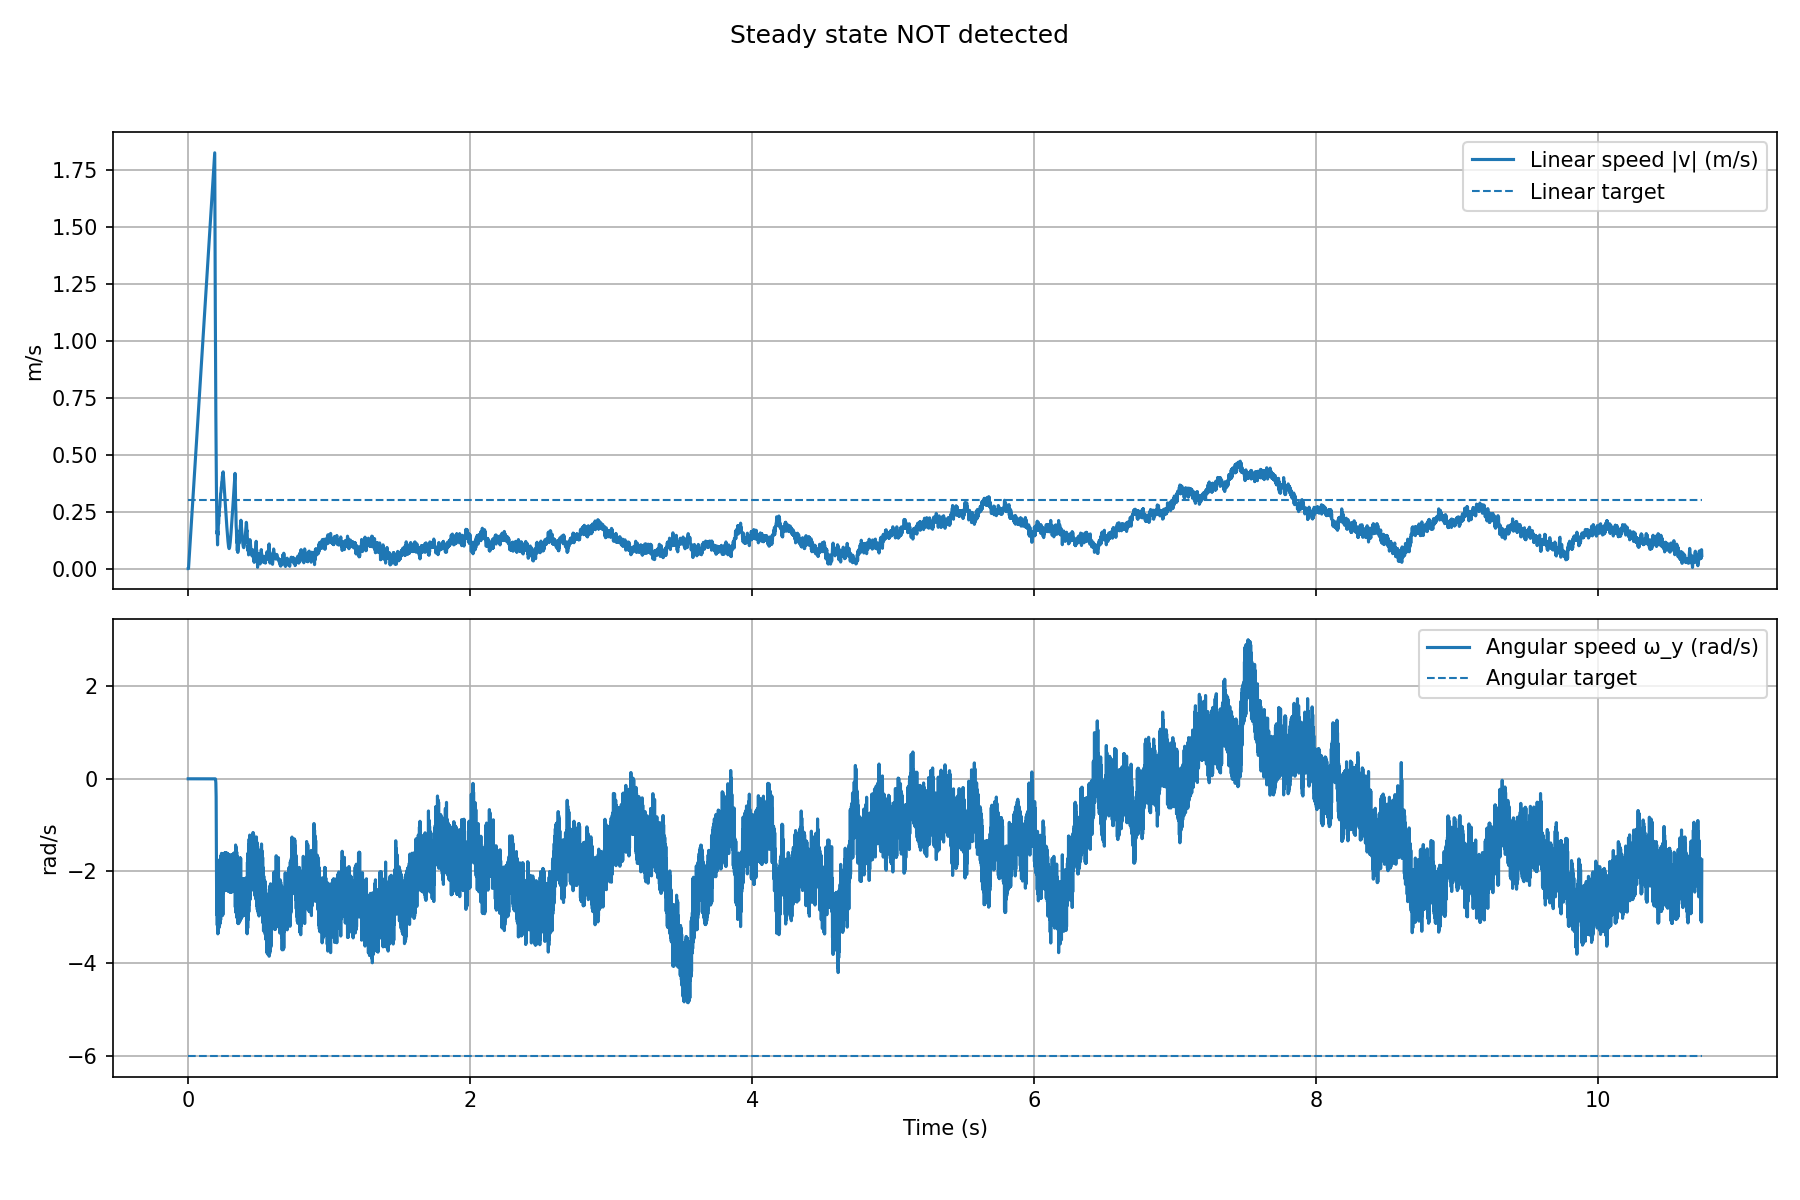 Steady state NOT detected
1.75
1.50
1.25
1.00
0.75
0.50
0.25
0.00
m/s
Linear speed |v| (m/s)
Linear target
2
0
−2
−4
−6
rad/s
Angular speed ω_y (rad/s)
Angular target
0 2 4 6 8 10
Time (s)